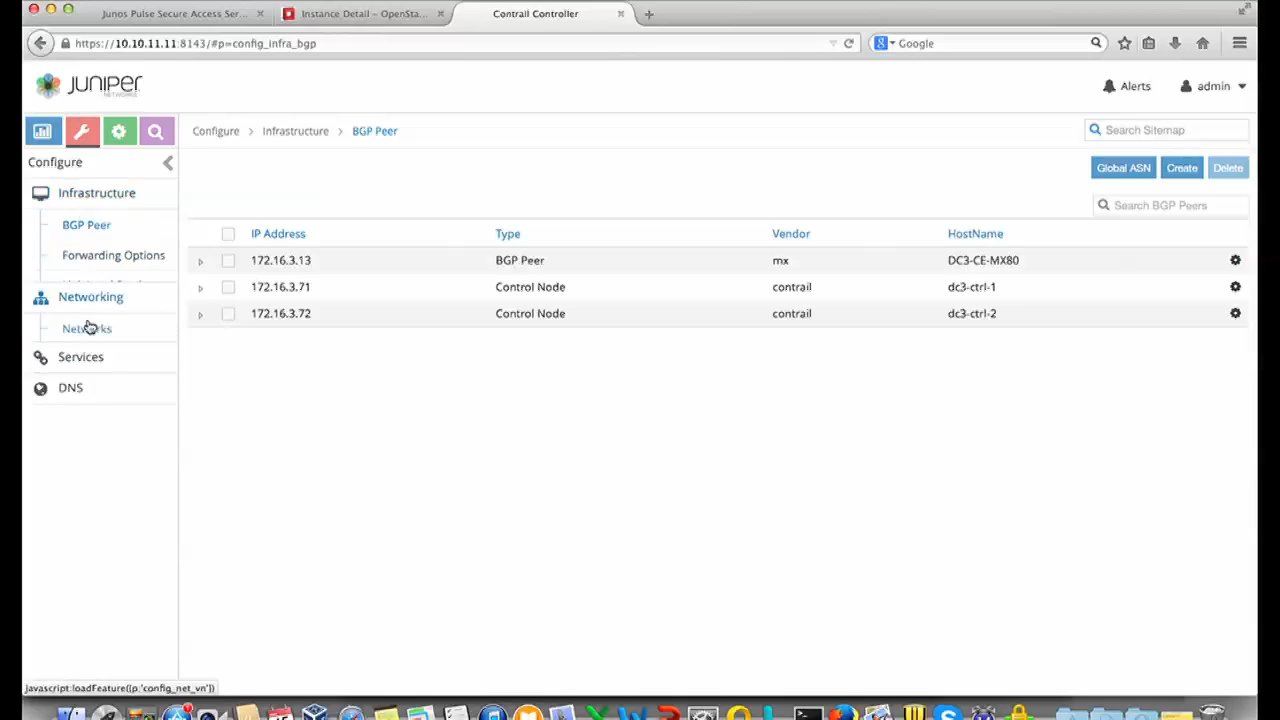 Junos Pulse Secure Access Ser...
Instance Detail – OpenSta...
Contrail Controller
https://10.10.11.11:8143/#p=config_infra_bgp
Google
JUNIPER
NETWORKS
Alerts
admin
Configure
Infrastructure
BGP Peer
Search Sitemap
Configure
Global ASN
Create
Delete
Infrastructure
Search BGP Peers
BGP Peer
IP Address Type Vendor HostName
Forwarding Options
172.16.3.13 BGP Peer mx DC3-CE-MX80
172.16.3.71 Control Node contrail dc3-ctrl-1
Networking
172.16.3.72 Control Node contrail dc3-ctrl-2
Networks
Services
DNS
Javascript:loadFeature({p:'config_net_vn'})